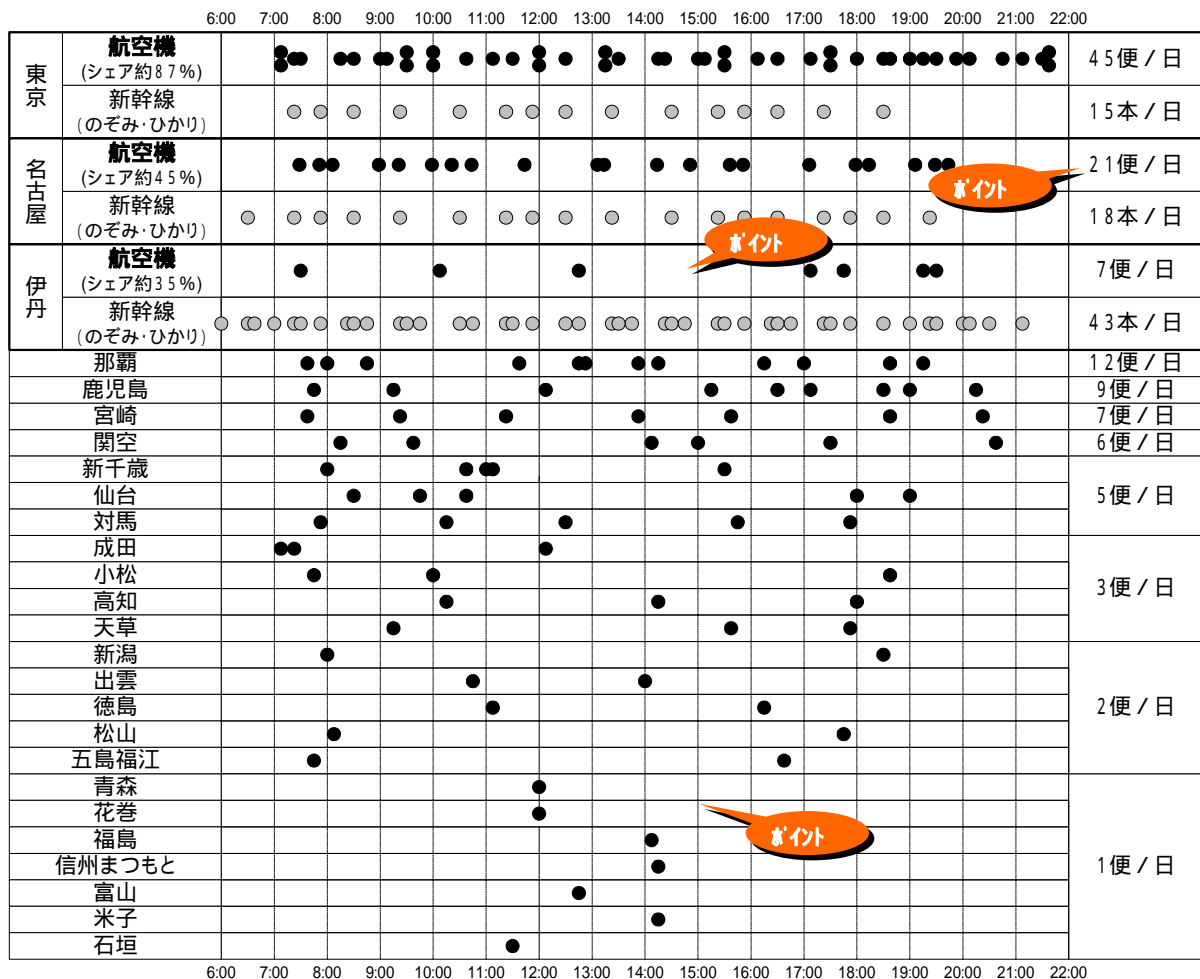 6:00 7:00 8:00 9:00 10:00 11:00 12:00 13:00 14:00 15:00 16:00 17:00 18:00 19:00 20:00 21:00 22:00
東京
航空機
(シェア約87%)
45便/日
新幹線
(のぞみ・ひかり)
15本/日
名古屋
航空機
(シェア約45%)
21便/日
ポイント
新幹線
(のぞみ・ひかり)
18本/日
ポイント
伊丹
航空機
(シェア約35%)
7便/日
新幹線
(のぞみ・ひかり)
43本/日
那覇
12便/日
鹿児島
9便/日
宮崎
7便/日
関空
6便/日
新千歳
仙台
5便/日
対馬
成田
小松
3便/日
高知
天草
新潟
出雲
徳島
2便/日
松山
五島福江
青森
花巻
ポイント
福島
信州まつもと
1便/日
富山
米子
石垣
6:00 7:00 8:00 9:00 10:00 11:00 12:00 13:00 14:00 15:00 16:00 17:00 18:00 19:00 20:00 21:00 22:00